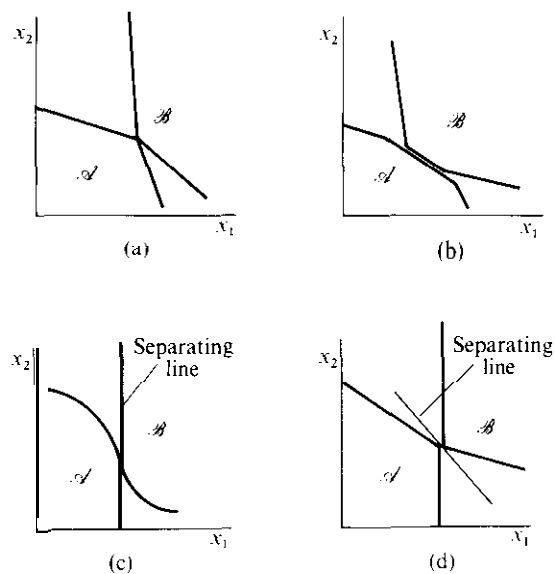 x₂
ℬ
𝒜
x₁
(a)
x₂
ℬ
𝒜
x₁
(b)
x₂
Separating
line
ℬ
𝒜
x₁
(c)
x₂
Separating
line
ℬ
𝒜
x₁
(d)